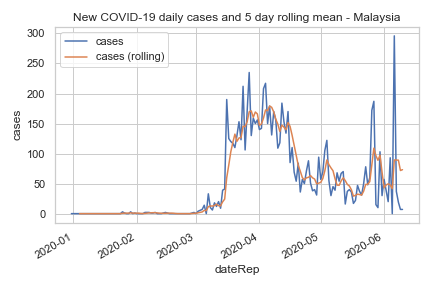 New COVID-19 daily cases and 5 day rolling mean - Malaysia
cases
cases (rolling)
300
250
200
150
100
50
0
cases
2020-01
2020-02
2020-03
2020-04
2020-05
2020-06
dateRep